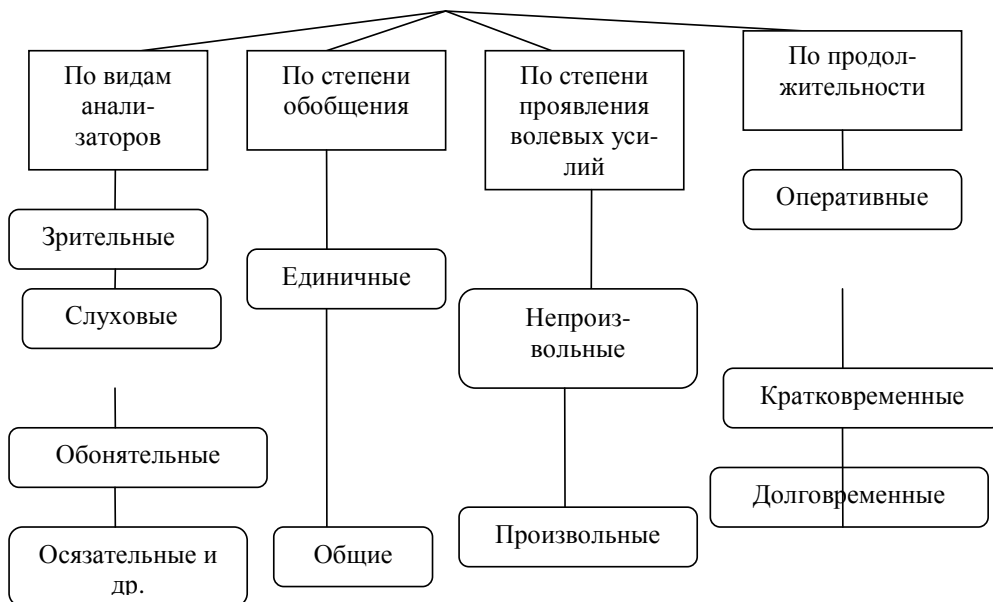 По видам
анали-
заторов
Зрительные
Слуховые
Обонятельные
Осязательные и
др.
По степени
обобщения
Единичные
Общие
По степени
проявления
волевых уси-
лий
Непроиз-
вольные
Произвольные
По продол-
жительности
Оперативные
Кратковременные
Долговременные